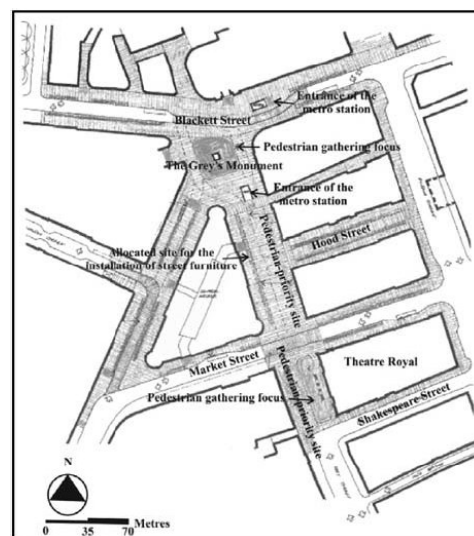 Entrance of the
metro station
Blackett Street
Pedestrian gathering focus
The Grey's Monument
Entrance of the
metro station
Pedestrian-priority site
Hood Street
Allocated site for the
installation of street furniture
Market Street
Theatre Royal
Pedestrian-priority site
Pedestrian gathering focus
Shakespeare Street
N
0 35 70 Metres